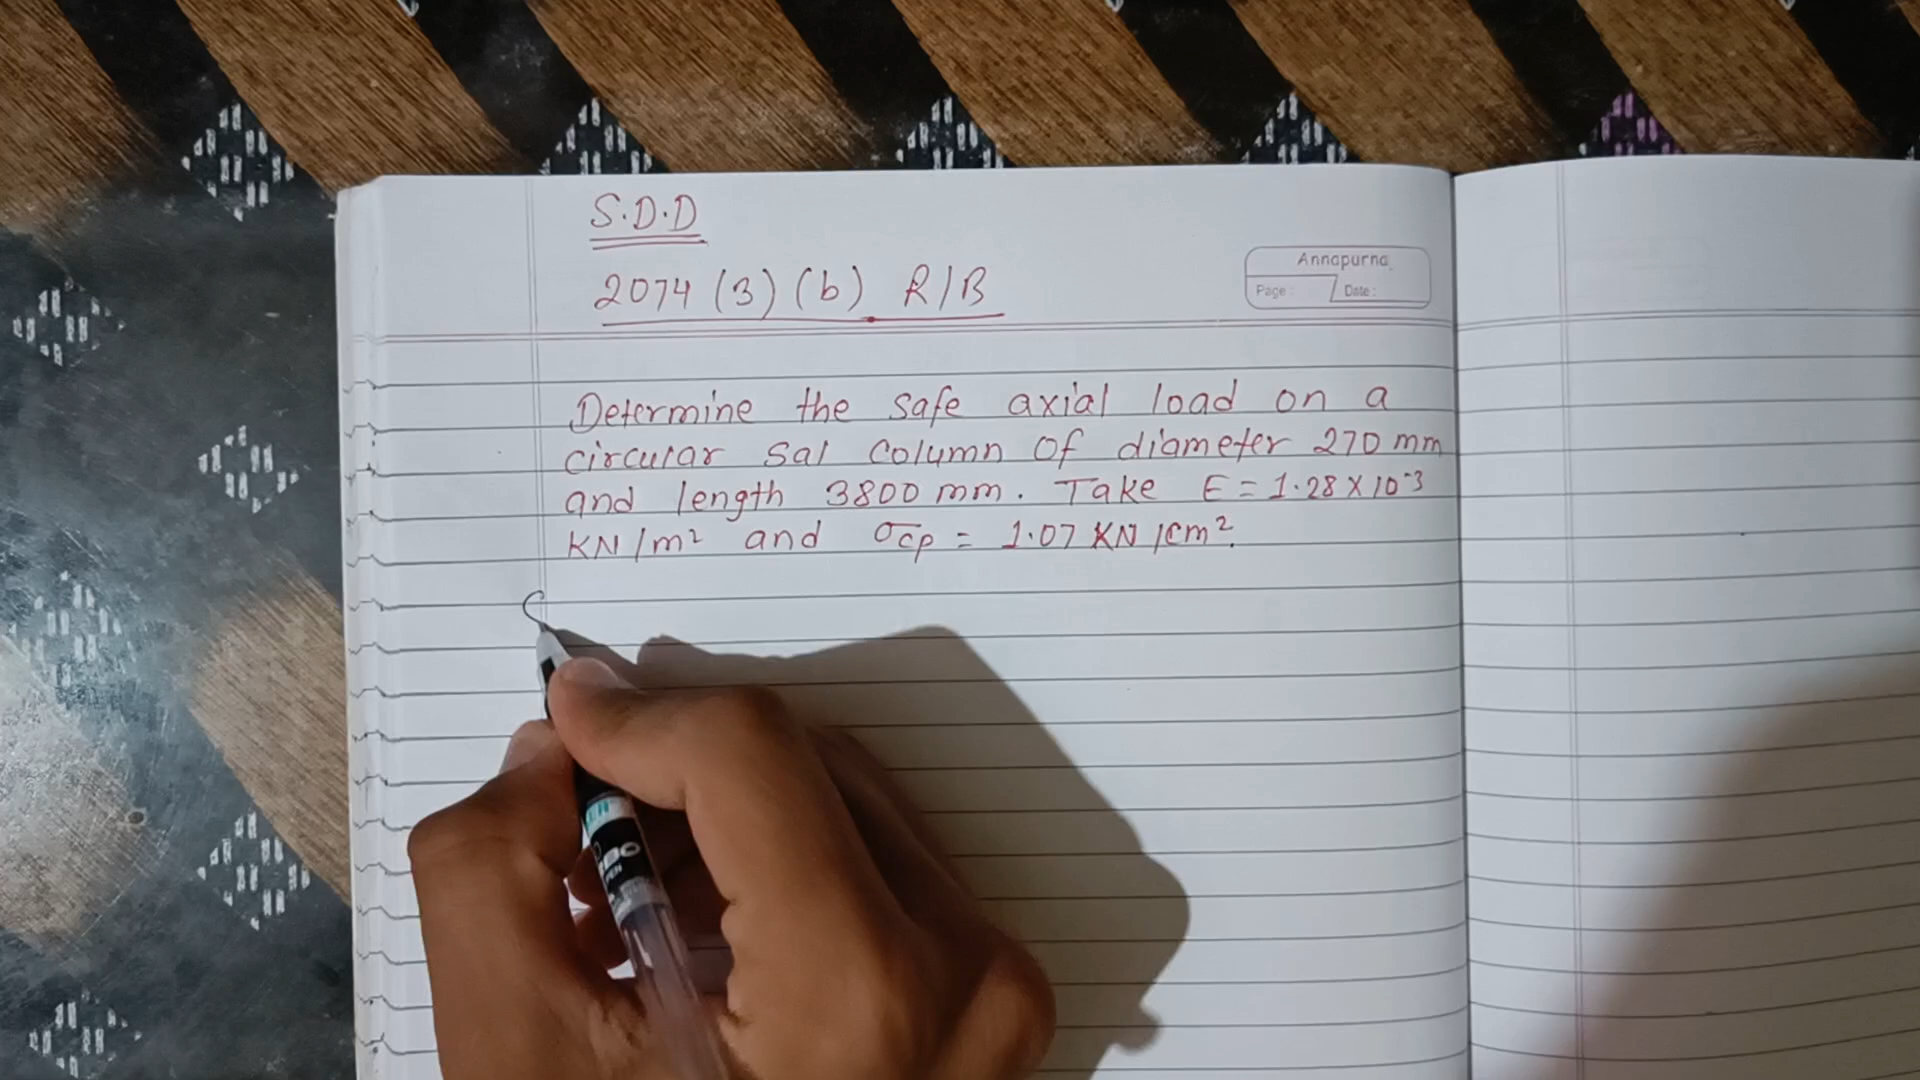 S.D.D
2074 (3) (b) R/B
Annapurna
Page: Date:
Determine the safe axial load on a
circular sal column of diameter 270 mm
and length 3800 mm. Take E = 1.28 X 10⁻³
KN/m² and σcp = 1.07 KN/cm².